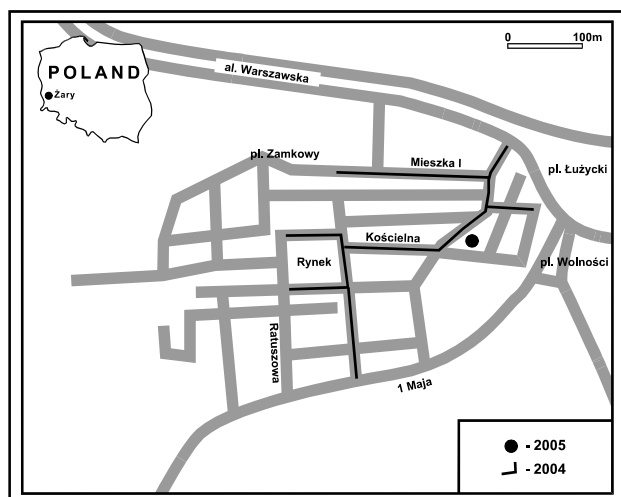 POLAND
Żary
0 100m
al. Warszawska
pl. Zamkowy
Mieszka I
pl. Łużycki
Kościelna
Rynek
pl. Wolności
Ratuszowa
1 Maja
- 2005
- 2004